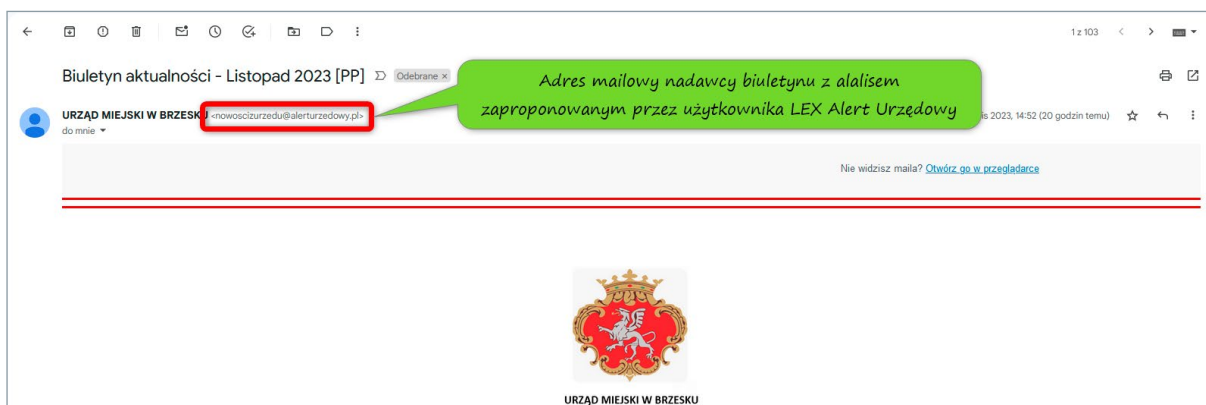 1 z 103
Biuletyn aktualności - Listopad 2023 [PP] Odebrane ×
Adres mailowy nadawcy biuletynu z alalisem
zaproponowanym przez użytkownika LEX Alert Urzędowy
URZĄD MIEJSKI W BRZESKU <nowosciurzedu@alerturzedowy.pl>
2023, 14:52 (20 godzin temu)
do mnie
Nie widzisz maila? Otwórz go w przeglądarce
URZĄD MIEJSKI W BRZESKU